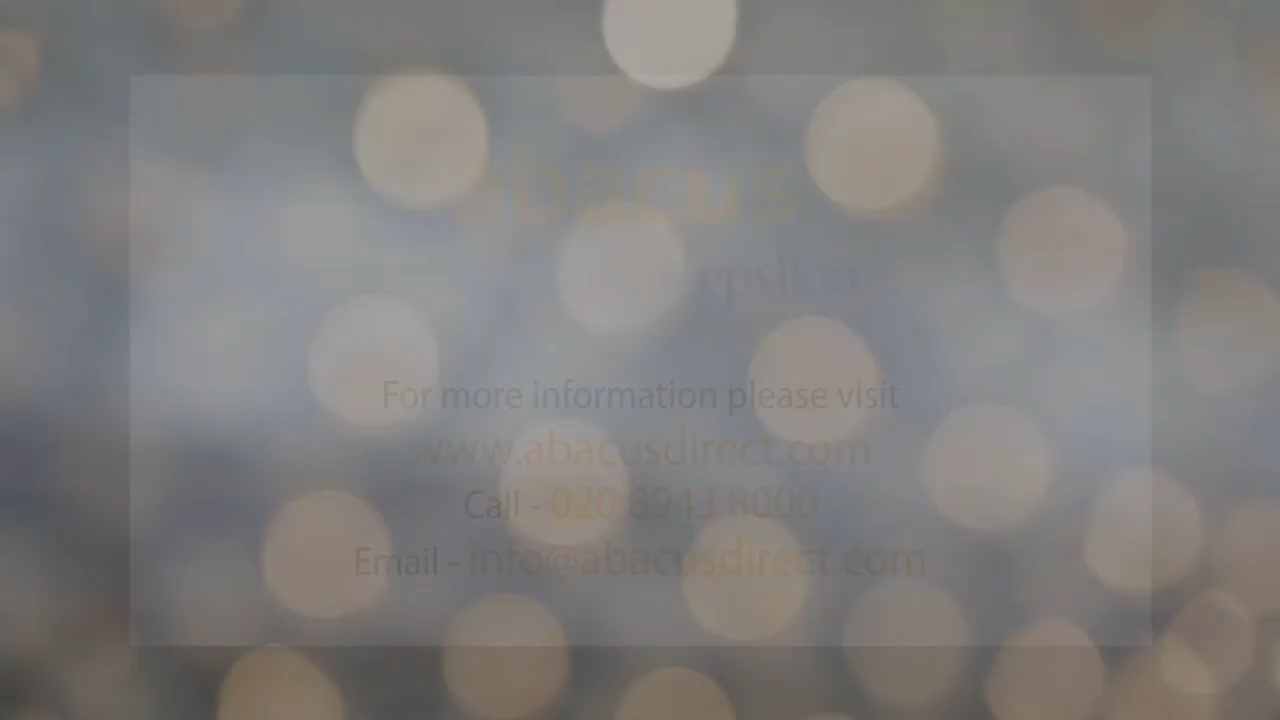 abacus
epsilon
For more information please visit
www.abacusdirect.com
Call - 020 8943 8000
Email - info@abacusdirect.com